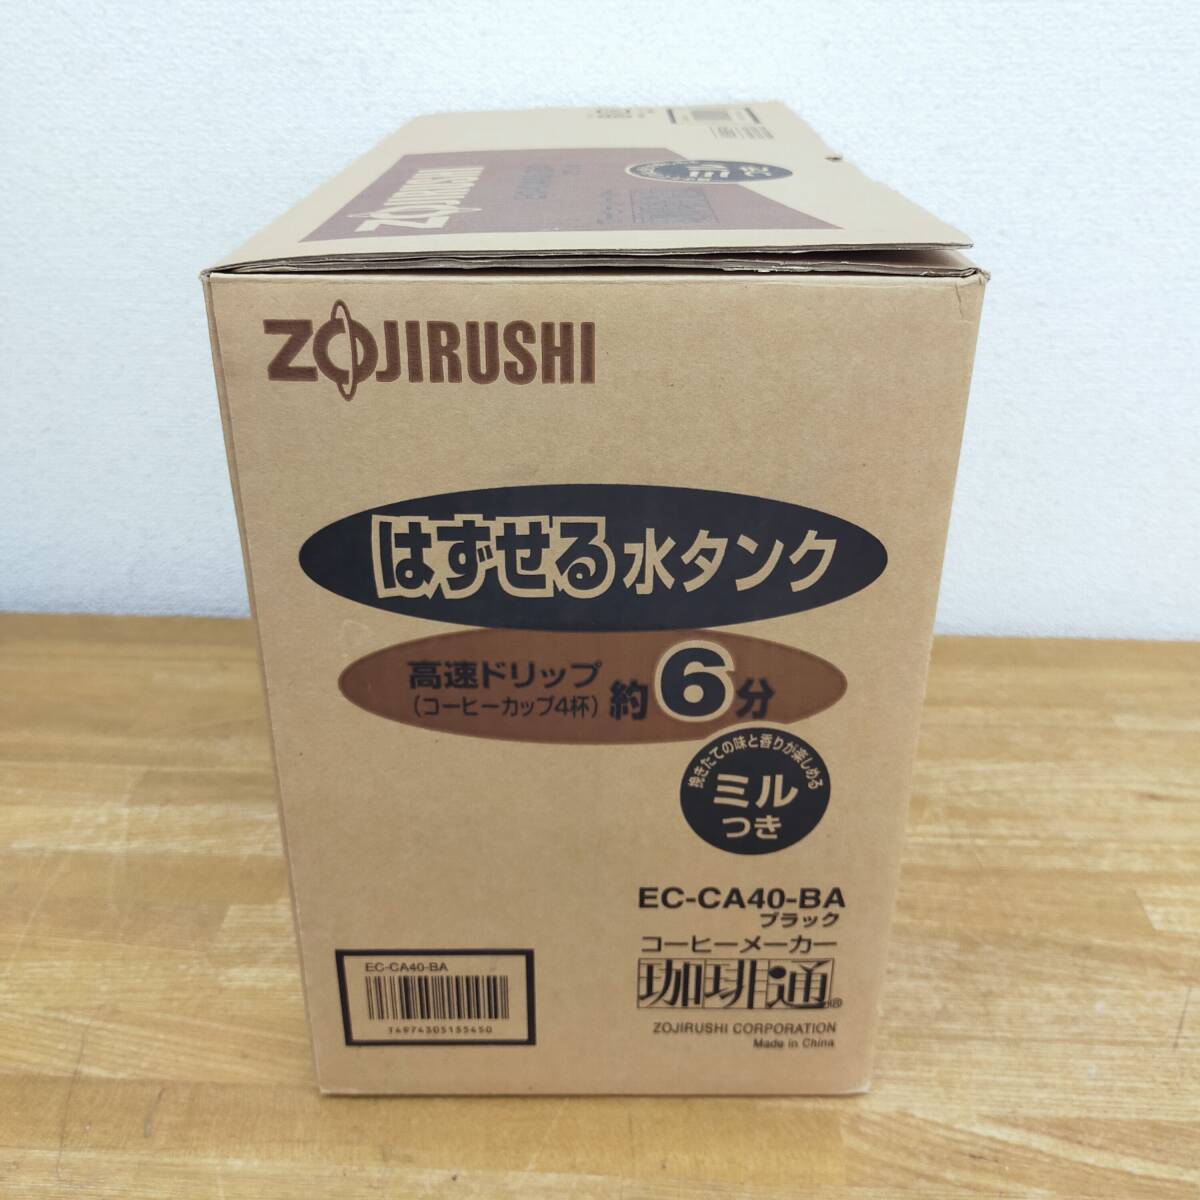 ZOJIRUSHI
ミル
ZOJIRUSHI
はずせる水タンク
高速ドリップ
(コーヒーカップ4杯)
約6分
挽きたての味と香りが楽しめる
ミル
つき
EC-CA40-BA
ブラック
コーヒーメーカー
珈琲通®
ZOJIRUSHI CORPORATION
Made in China
EC-CA40-BA
4974305155450